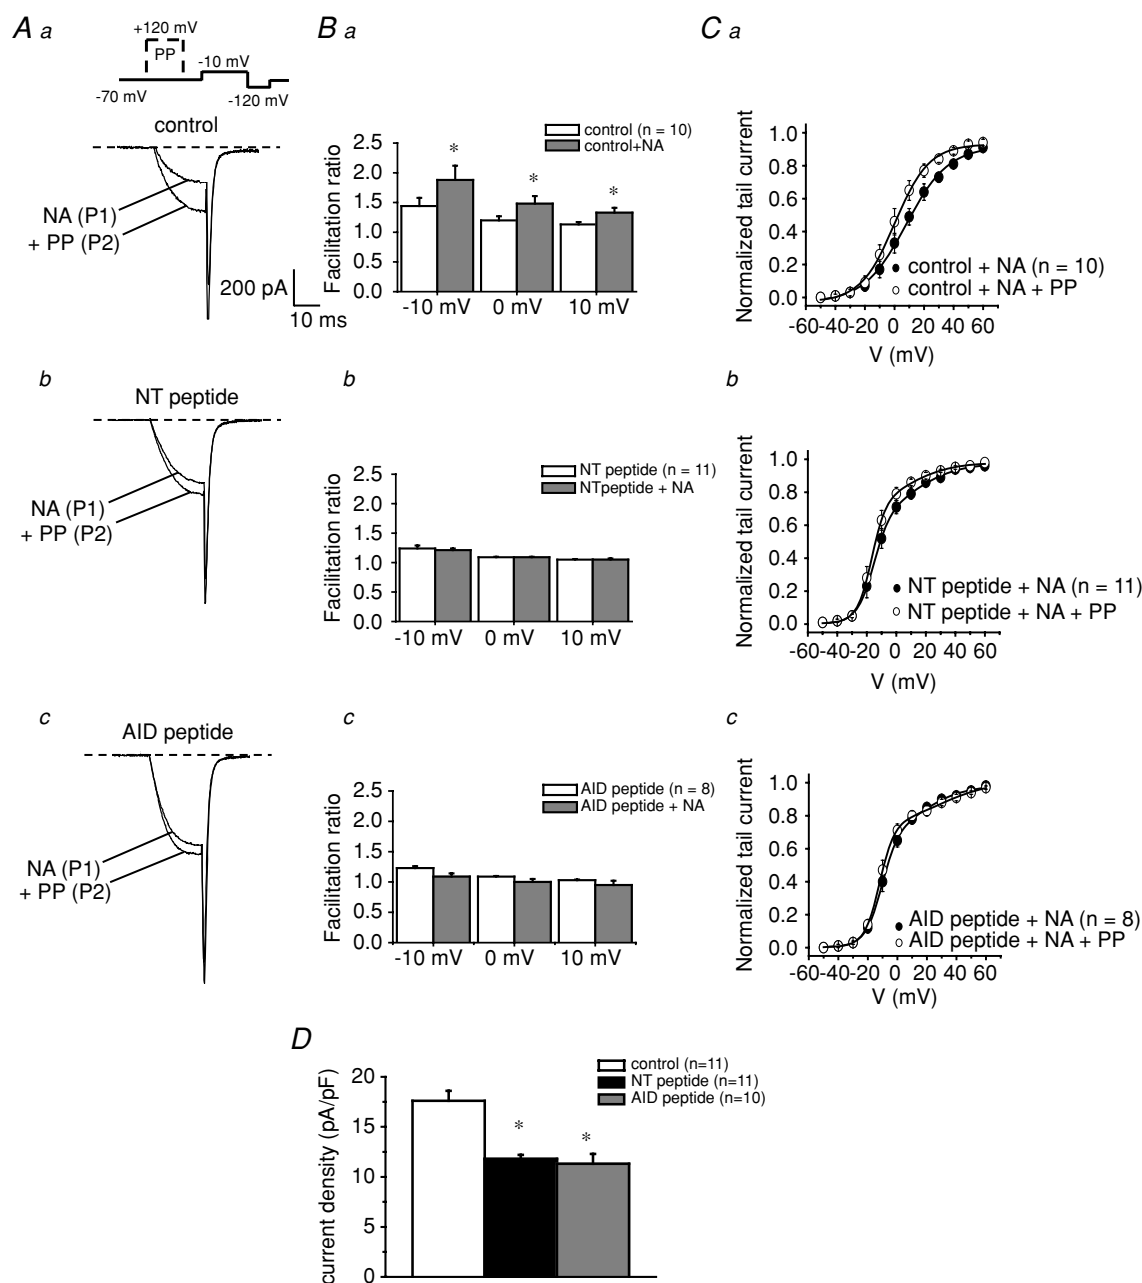 A a
+120 mV
PP
-10 mV
-70 mV
-120 mV
control
NA (P1)
+ PP (P2)
200 pA
10 ms
B a
control (n = 10)
control+NA
Facilitation ratio
2.5
2.0
1.5
1.0
0.5
0.0
* * *
-10 mV 0 mV 10 mV
C a
Normalized tail current
1.0
0.8
0.6
0.4
0.2
0.0
control + NA (n = 10)
control + NA + PP
-60 -40 -20 0 20 40 60
V (mV)
b
NT peptide
NA (P1)
+ PP (P2)
b
NT peptide (n = 11)
NTpeptide + NA
Facilitation ratio
2.5
2.0
1.5
1.0
0.5
0.0
-10 mV 0 mV 10 mV
b
Normalized tail current
1.0
0.8
0.6
0.4
0.2
0.0
NT peptide + NA (n = 11)
NT peptide + NA + PP
-60 -40 -20 0 20 40 60
V (mV)
c
AID peptide
NA (P1)
+ PP (P2)
c
AID peptide (n = 8)
AID peptide + NA
Facilitation ratio
2.5
2.0
1.5
1.0
0.5
0.0
-10 mV 0 mV 10 mV
c
Normalized tail current
1.0
0.8
0.6
0.4
0.2
0.0
AID peptide + NA (n = 8)
AID peptide + NA + PP
-60 -40 -20 0 20 40 60
V (mV)
D
control (n=11)
NT peptide (n=11)
AID peptide (n=10)
current density (pA/pF)
20
15
10
5
0
* *